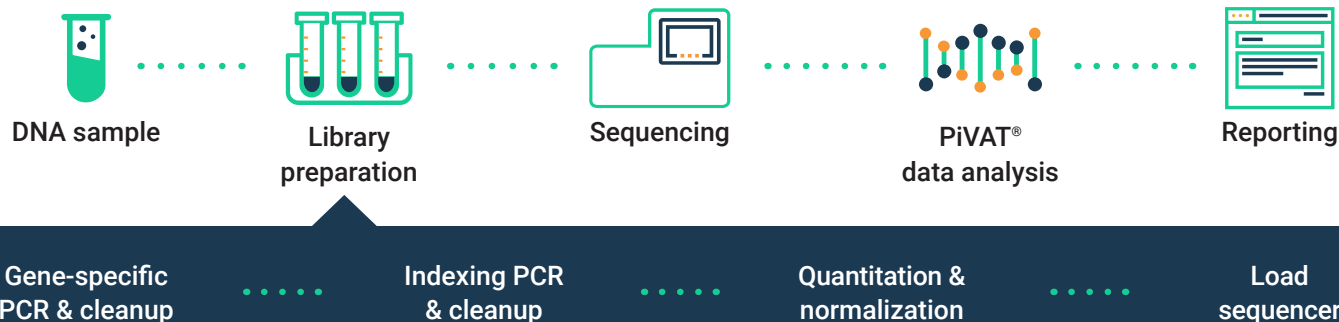 DNA sample
Library
preparation
Sequencing
PiVAT®
data analysis
Reporting
Gene-specific
PCR & cleanup
Indexing PCR
& cleanup
Quantitation &
normalization
Load
sequencer